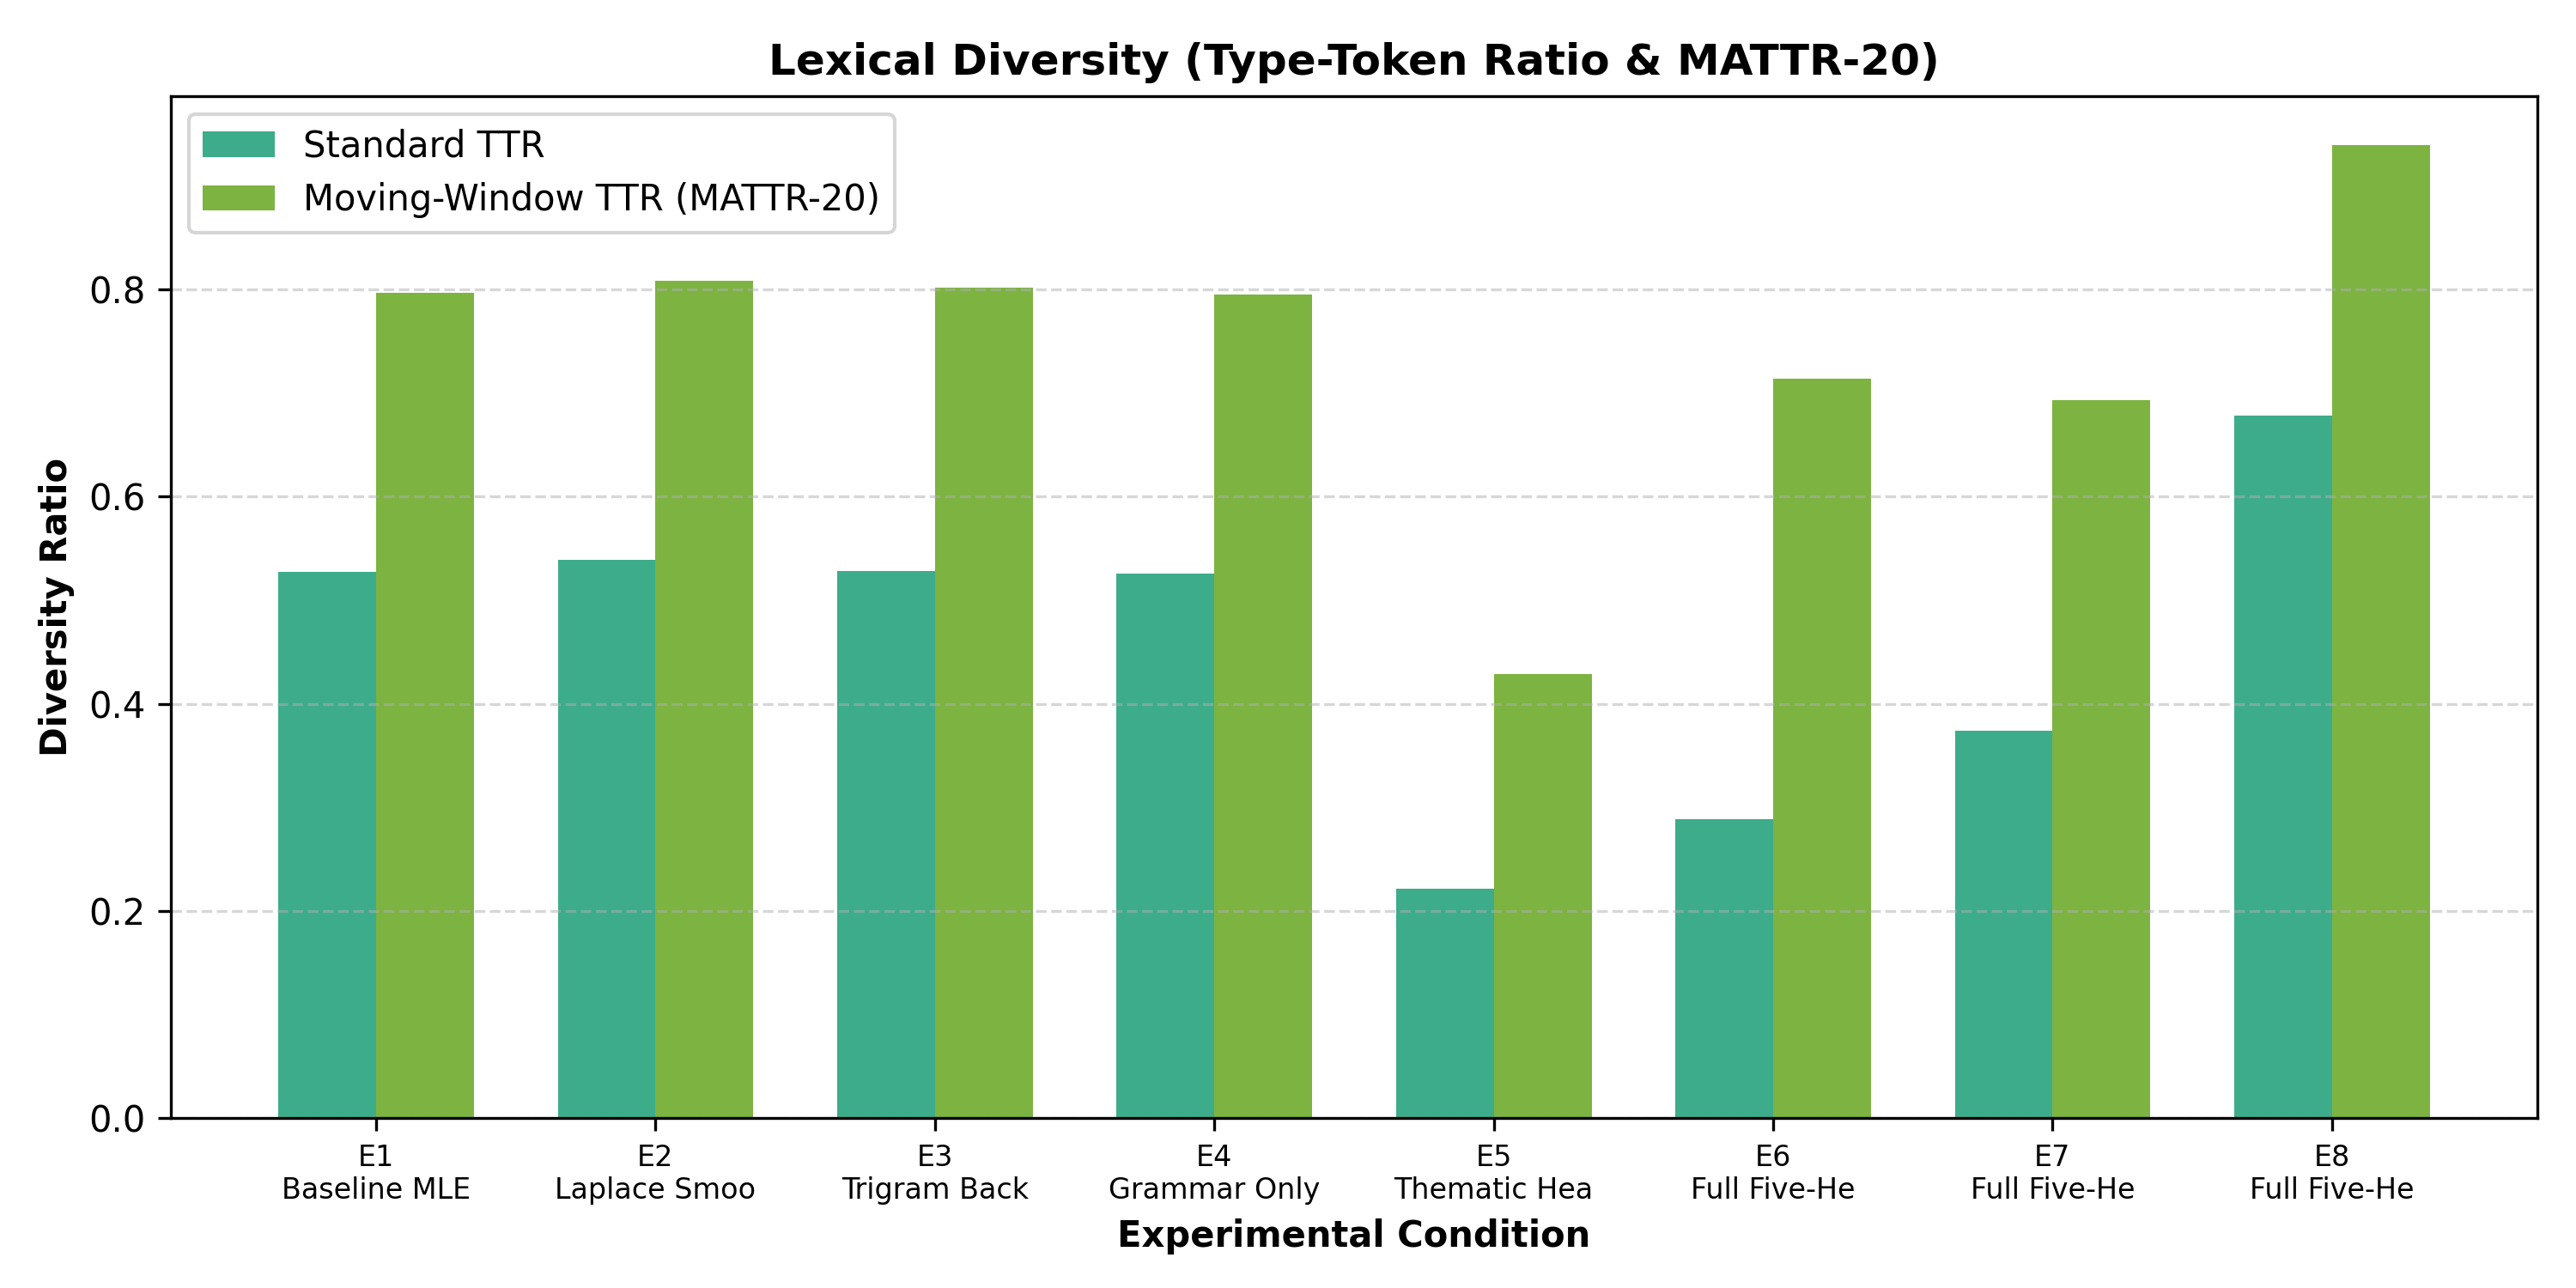 Lexical Diversity (Type-Token Ratio & MATTR-20)
Standard TTR
Moving-Window TTR (MATTR-20)
Diversity Ratio
0.8
0.6
0.4
0.2
0.0
E1 E2 E3 E4 E5 E6 E7 E8
Baseline MLE Laplace Smoo Trigram Back Grammar Only Thematic Hea Full Five-He Full Five-He Full Five-He
Experimental Condition